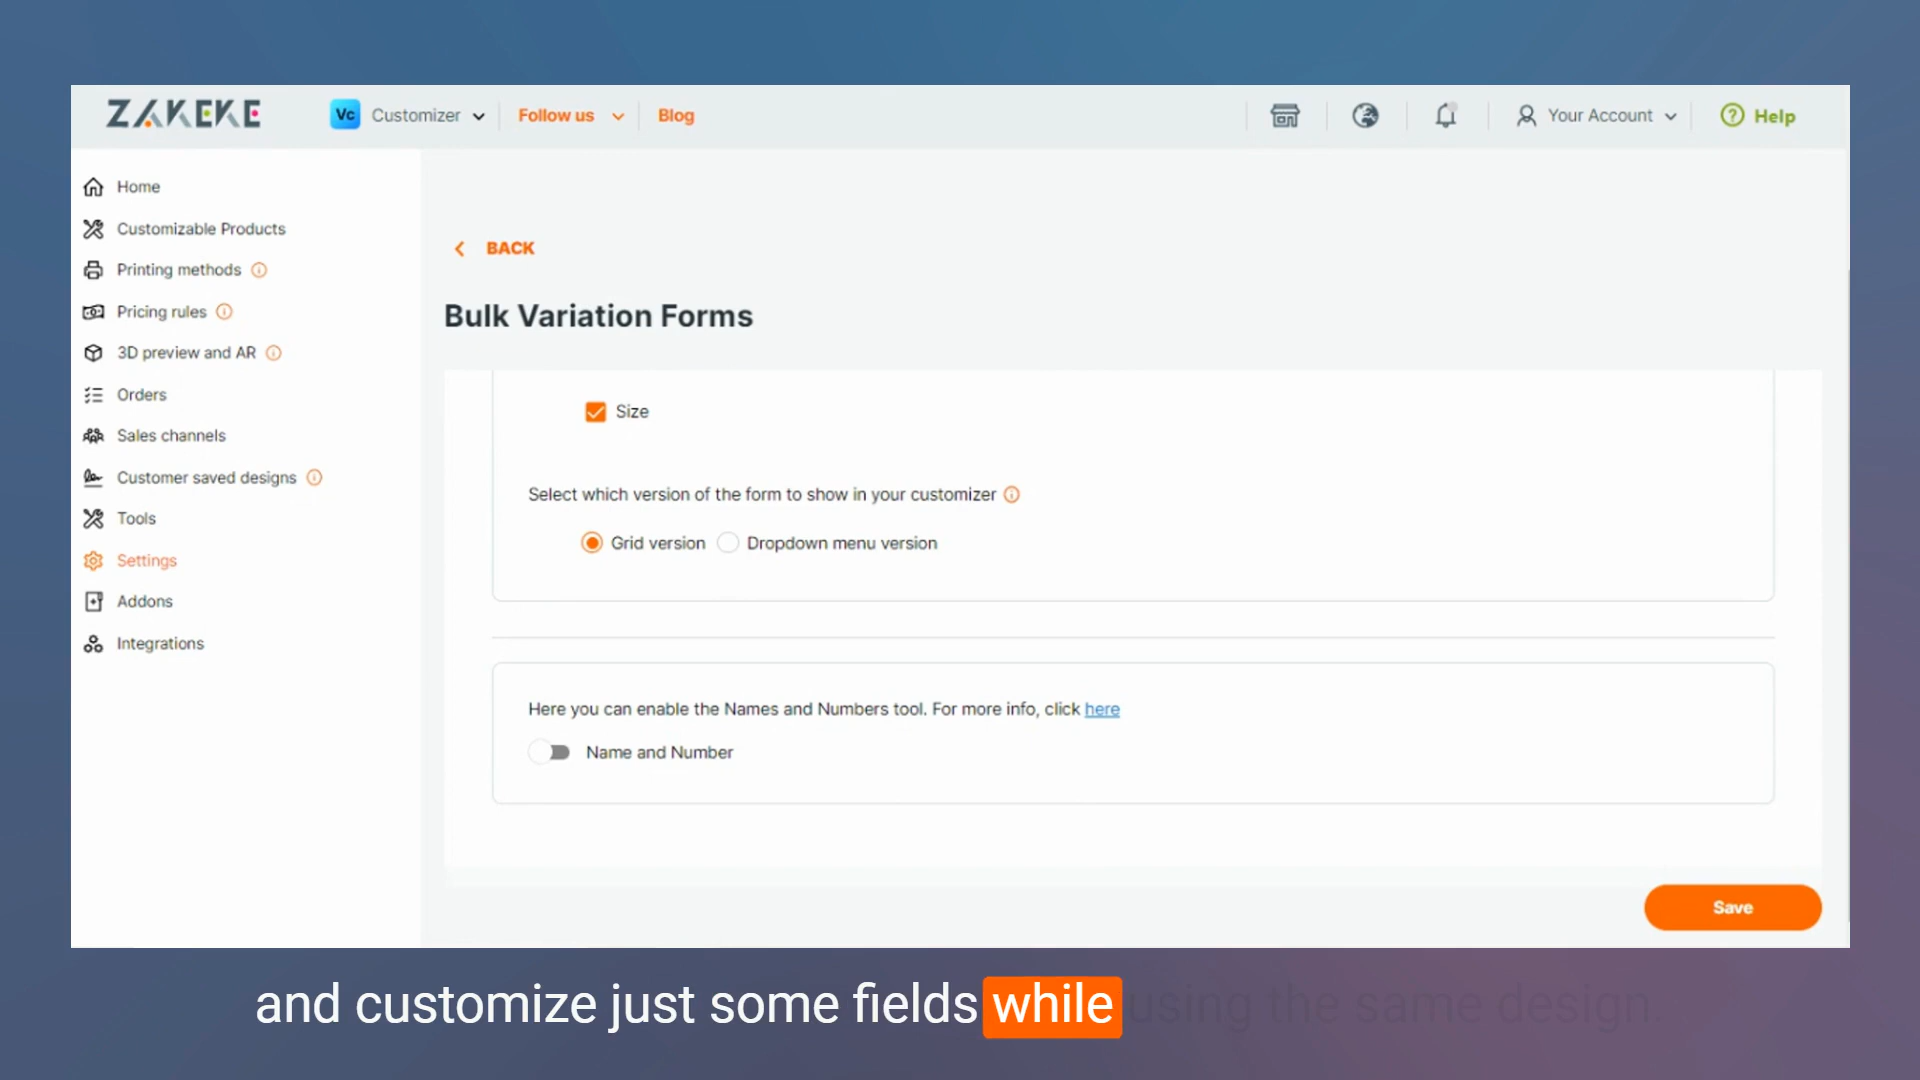 ZAKEKE
Vc Customizer
Follow us
Blog
Your Account
Help
Home
Customizable Products
Printing methods
Pricing rules
3D preview and AR
Orders
Sales channels
Customer saved designs
Tools
Settings
Addons
Integrations
BACK
Bulk Variation Forms
Size
Select which version of the form to show in your customizer
Grid version Dropdown menu version
Here you can enable the Names and Numbers tool. For more info, click here
Name and Number
Save
and customize just some fields while using the same design.